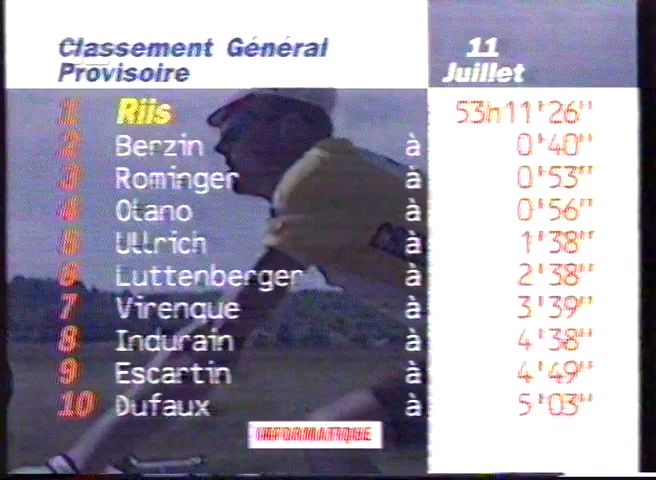 Classement Général
Provisoire
11
Juillet
1 Riis 53h11'26"
2 Berzin à 0'40"
3 Rominger à 0'53"
4 Olano à 0'56"
5 Ullrich à 1'38"
6 Luttenberger à 2'38"
7 Virenque à 3'39"
8 Indurain à 4'38"
9 Escartin à 4'49"
10 Dufaux à 5'03"
INFORMATIQUE